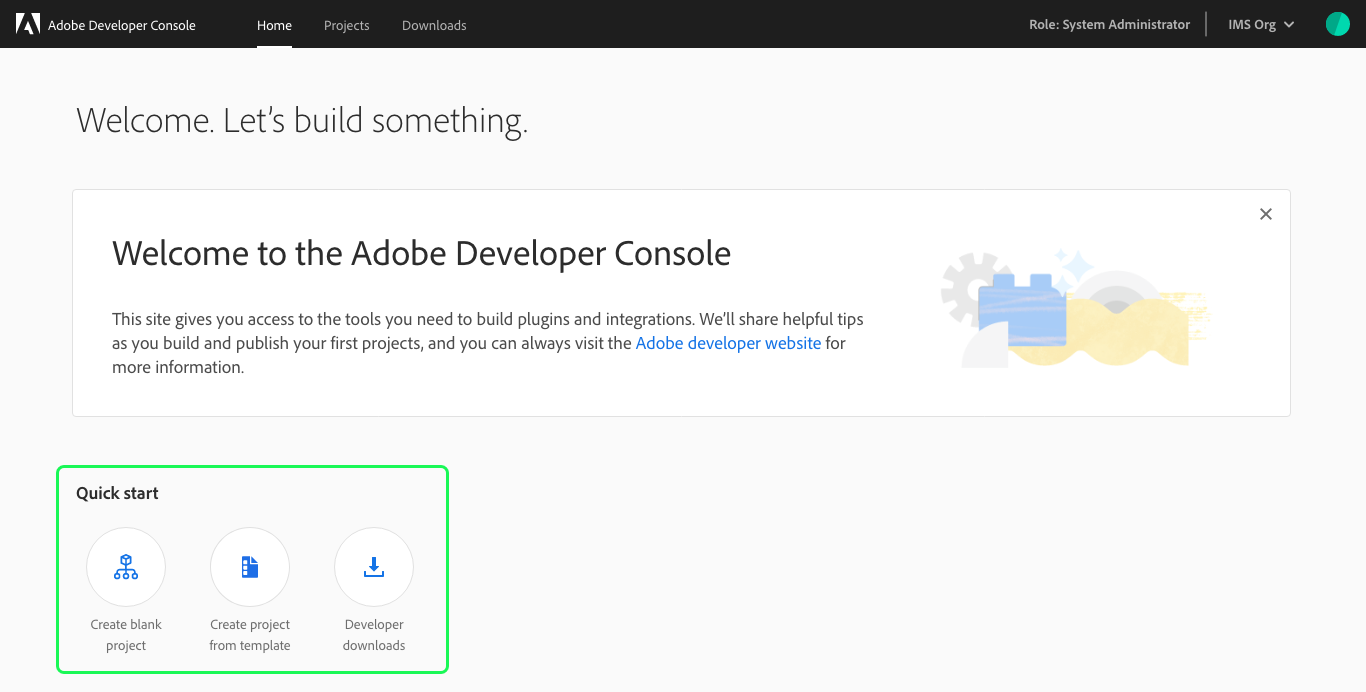 Adobe Developer Console
Home
Projects
Downloads
Role: System Administrator
IMS Org
Welcome. Let’s build something.
Welcome to the Adobe Developer Console
This site gives you access to the tools you need to build plugins and integrations. We’ll share helpful tips
as you build and publish your first projects, and you can always visit the Adobe developer website for
more information.
Quick start
Create blank
project
Create project
from template
Developer
downloads